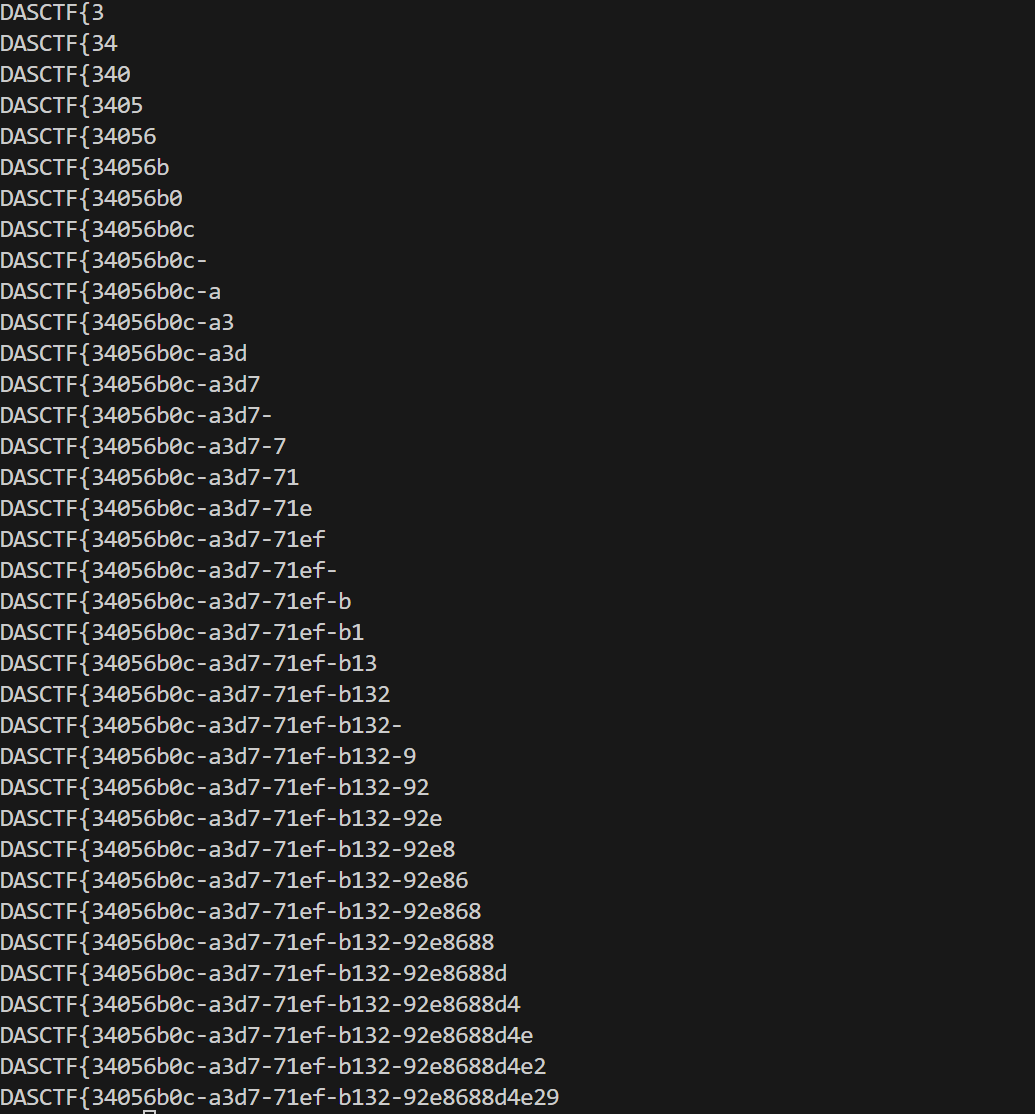 DASCTF{3
DASCTF{34
DASCTF{340
DASCTF{3405
DASCTF{34056
DASCTF{34056b
DASCTF{34056b0
DASCTF{34056b0c
DASCTF{34056b0c-
DASCTF{34056b0c-a
DASCTF{34056b0c-a3
DASCTF{34056b0c-a3d
DASCTF{34056b0c-a3d7
DASCTF{34056b0c-a3d7-
DASCTF{34056b0c-a3d7-7
DASCTF{34056b0c-a3d7-71
DASCTF{34056b0c-a3d7-71e
DASCTF{34056b0c-a3d7-71ef
DASCTF{34056b0c-a3d7-71ef-
DASCTF{34056b0c-a3d7-71ef-b
DASCTF{34056b0c-a3d7-71ef-b1
DASCTF{34056b0c-a3d7-71ef-b13
DASCTF{34056b0c-a3d7-71ef-b132
DASCTF{34056b0c-a3d7-71ef-b132-
DASCTF{34056b0c-a3d7-71ef-b132-9
DASCTF{34056b0c-a3d7-71ef-b132-92
DASCTF{34056b0c-a3d7-71ef-b132-92e
DASCTF{34056b0c-a3d7-71ef-b132-92e8
DASCTF{34056b0c-a3d7-71ef-b132-92e86
DASCTF{34056b0c-a3d7-71ef-b132-92e868
DASCTF{34056b0c-a3d7-71ef-b132-92e8688
DASCTF{34056b0c-a3d7-71ef-b132-92e8688d
DASCTF{34056b0c-a3d7-71ef-b132-92e8688d4
DASCTF{34056b0c-a3d7-71ef-b132-92e8688d4e
DASCTF{34056b0c-a3d7-71ef-b132-92e8688d4e2
DASCTF{34056b0c-a3d7-71ef-b132-92e8688d4e29